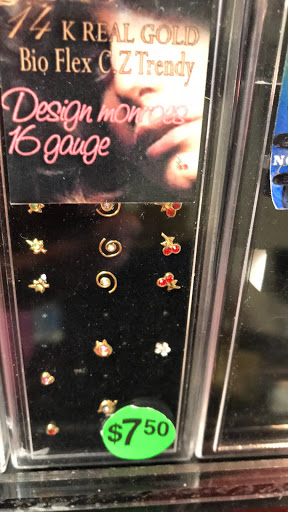 14 K REAL GOLD
Bio Flex C.Z Trendy
Design monroes
16 gauge
$7.50